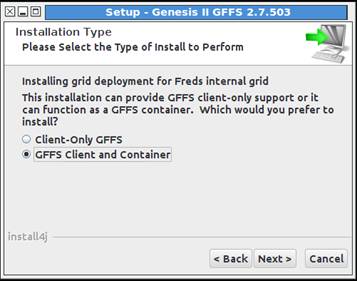 Setup - Genesis II GFFS 2.7.503
Installation Type
Please Select the Type of Install to Perform
Installing grid deployment for Freds internal grid
This installation can provide GFFS client-only support or it
can function as a GFFS container. Which would you prefer to
install?
Client-Only GFFS
GFFS Client and Container
install4j
< Back Next > Cancel